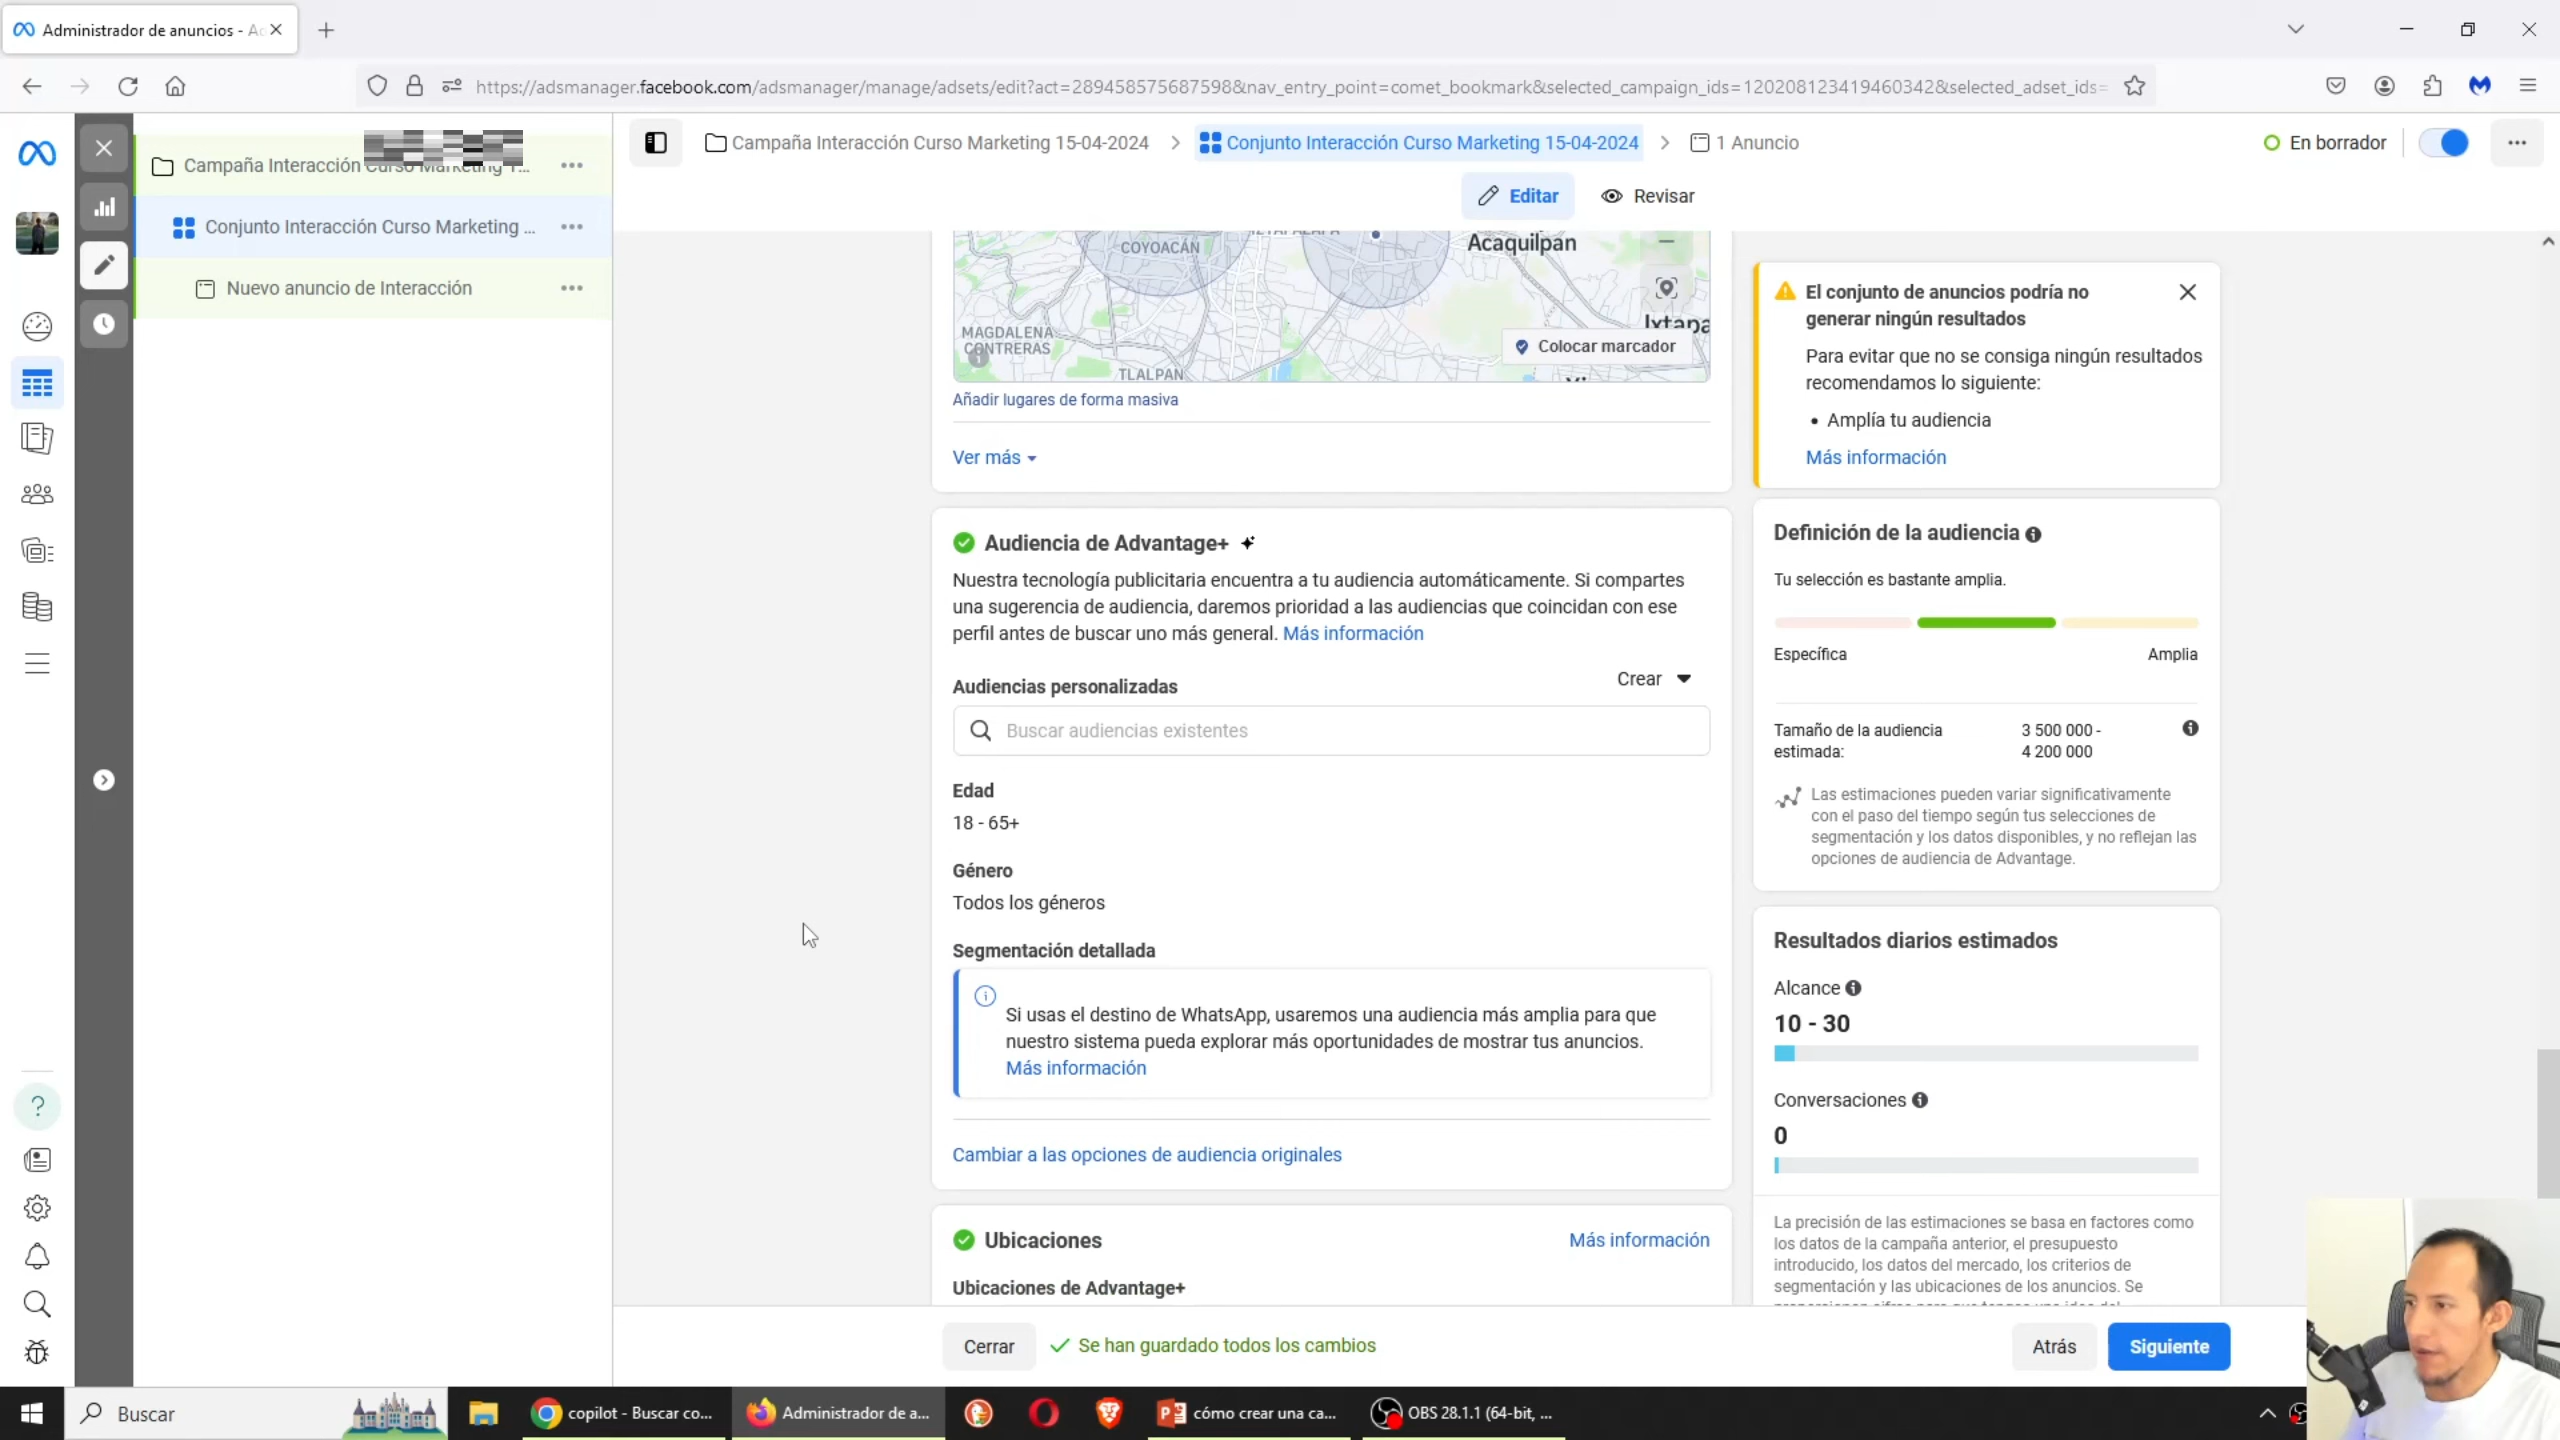 Administrador de anuncios - Ad
https://adsmanager.facebook.com/adsmanager/manage/adsets/edit?act=289458575687598&nav_entry_point=comet_bookmark&selected_campaign_ids=120208123419460342&selected_adset_ids=
Campaña Interacción Curso Marketing 1...
Conjunto Interacción Curso Marketing ...
Nuevo anuncio de Interacción
Campaña Interacción Curso Marketing 15-04-2024
Conjunto Interacción Curso Marketing 15-04-2024
1 Anuncio
En borrador
Editar
Revisar
COYOACÁN
IZTAPALAPA
Acaquilpan
MAGDALENA
CONTRERAS
TLALPAN
Ixtapa
Colocar marcador
Añadir lugares de forma masiva
Ver más
Audiencia de Advantage+
Nuestra tecnología publicitaria encuentra a tu audiencia automáticamente. Si compartes
una sugerencia de audiencia, daremos prioridad a las audiencias que coincidan con ese
perfil antes de buscar uno más general. Más información
Audiencias personalizadas
Crear
Buscar audiencias existentes
Edad
18 - 65+
Género
Todos los géneros
Segmentación detallada
Si usas el destino de WhatsApp, usaremos una audiencia más amplia para que
nuestro sistema pueda explorar más oportunidades de mostrar tus anuncios.
Más información
Cambiar a las opciones de audiencia originales
Ubicaciones
Más información
Ubicaciones de Advantage+
El conjunto de anuncios podría no
generar ningún resultados
Para evitar que no se consiga ningún resultados
recomendamos lo siguiente:
• Amplía tu audiencia
Más información
Definición de la audiencia
Tu selección es bastante amplia.
Específica
Amplia
Tamaño de la audiencia
estimada:
3 500 000 -
4 200 000
Las estimaciones pueden variar significativamente
con el paso del tiempo según tus selecciones de
segmentación y los datos disponibles, y no reflejan las
opciones de audiencia de Advantage.
Resultados diarios estimados
Alcance
10 - 30
Conversaciones
0
La precisión de las estimaciones se basa en factores como
los datos de la campaña anterior, el presupuesto
introducido, los datos del mercado, los criterios de
segmentación y las ubicaciones de los anuncios. Se
Cerrar
Se han guardado todos los cambios
Atrás
Siguiente
Buscar
copilot - Buscar co...
Administrador de a...
cómo crear una ca...
OBS 28.1.1 (64-bit, ...